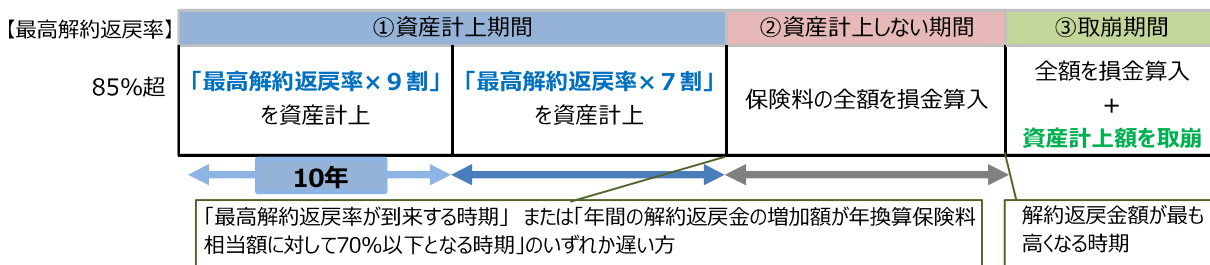 【最高解約返戻率】
①資産計上期間
②資産計上しない期間
③取崩期間
85%超
「最高解約返戻率×９割」
を資産計上
「最高解約返戻率×７割」
を資産計上
保険料の全額を損金算入
全額を損金算入
+
資産計上額を取崩
10年
「最高解約返戻率が到来する時期」 または「年間の解約返戻金の増加額が年換算保険料
相当額に対して70%以下となる時期」のいずれか遅い方
解約返戻金額が最も
高くなる時期